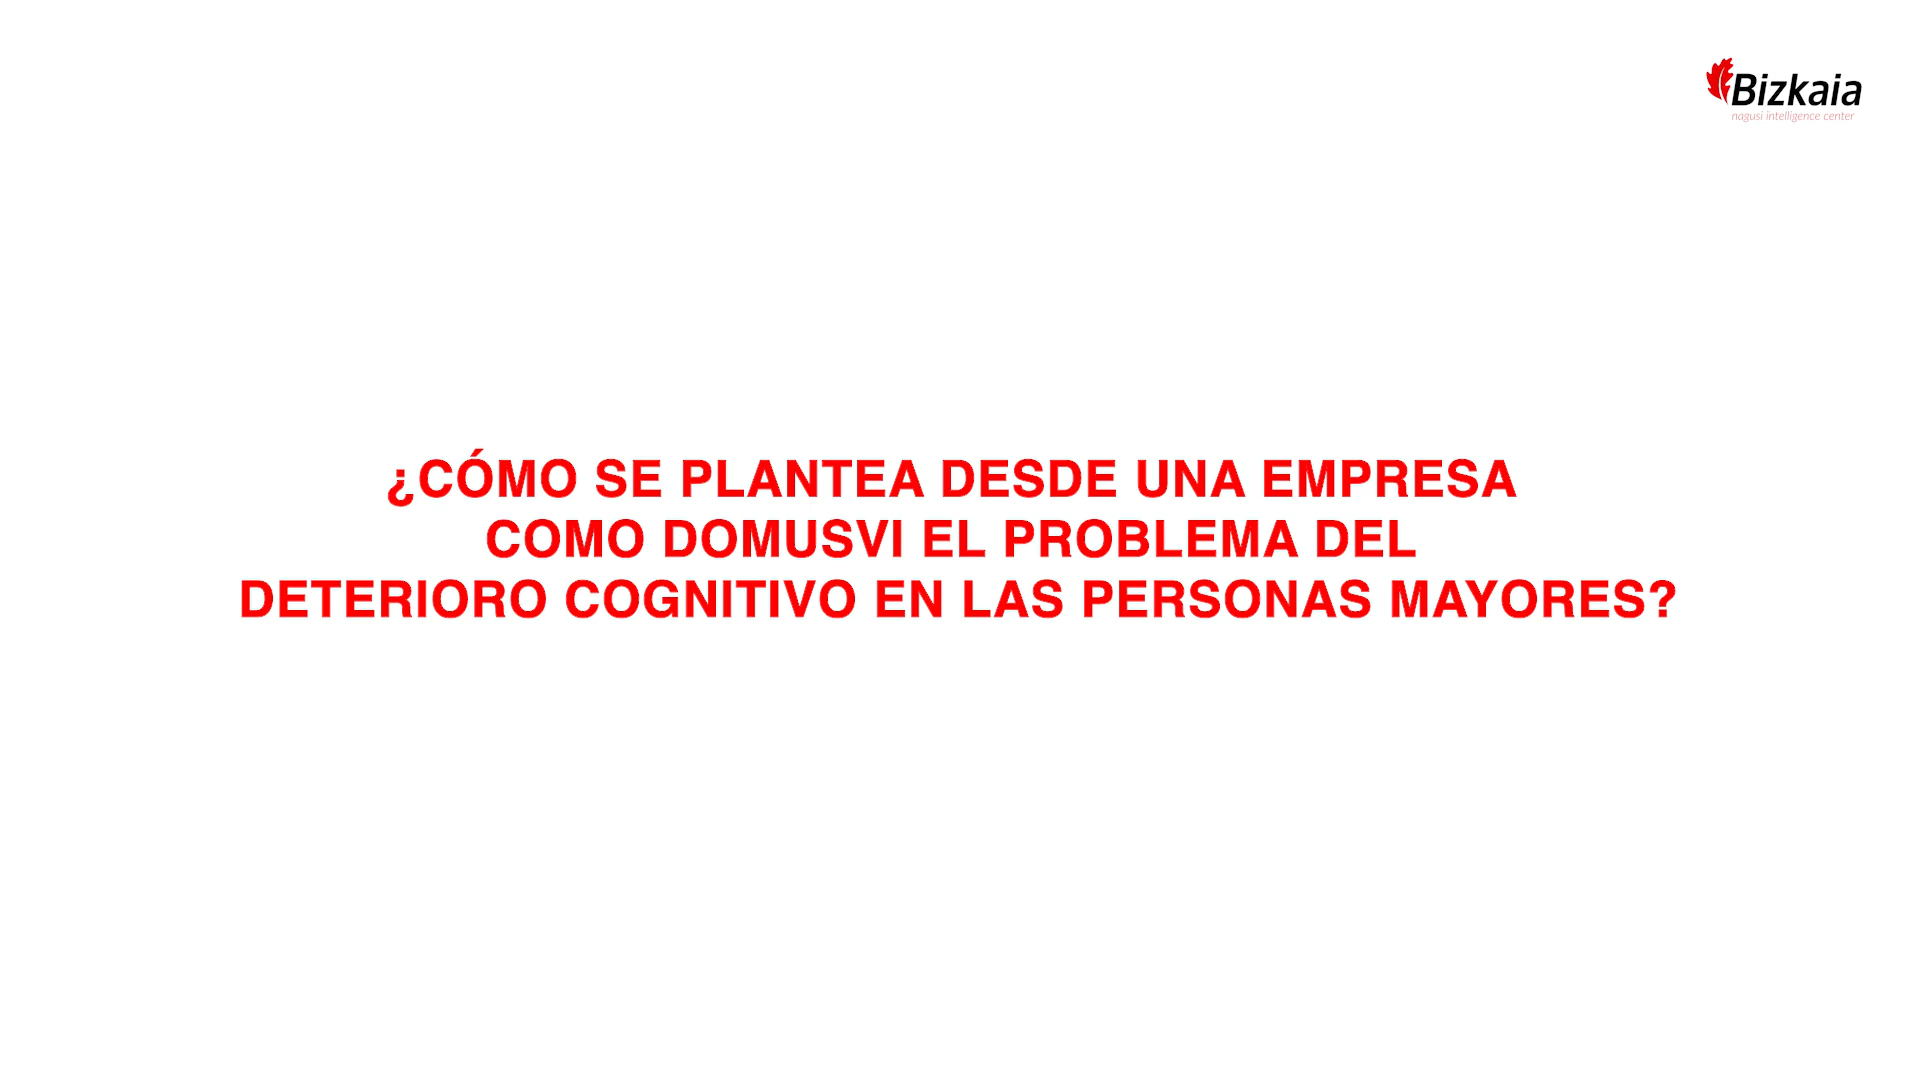 Bizkaia
nagusi intelligence center
¿CÓMO SE PLANTEA DESDE UNA EMPRESA
COMO DOMUSVI EL PROBLEMA DEL
DETERIORO COGNITIVO EN LAS PERSONAS MAYORES?